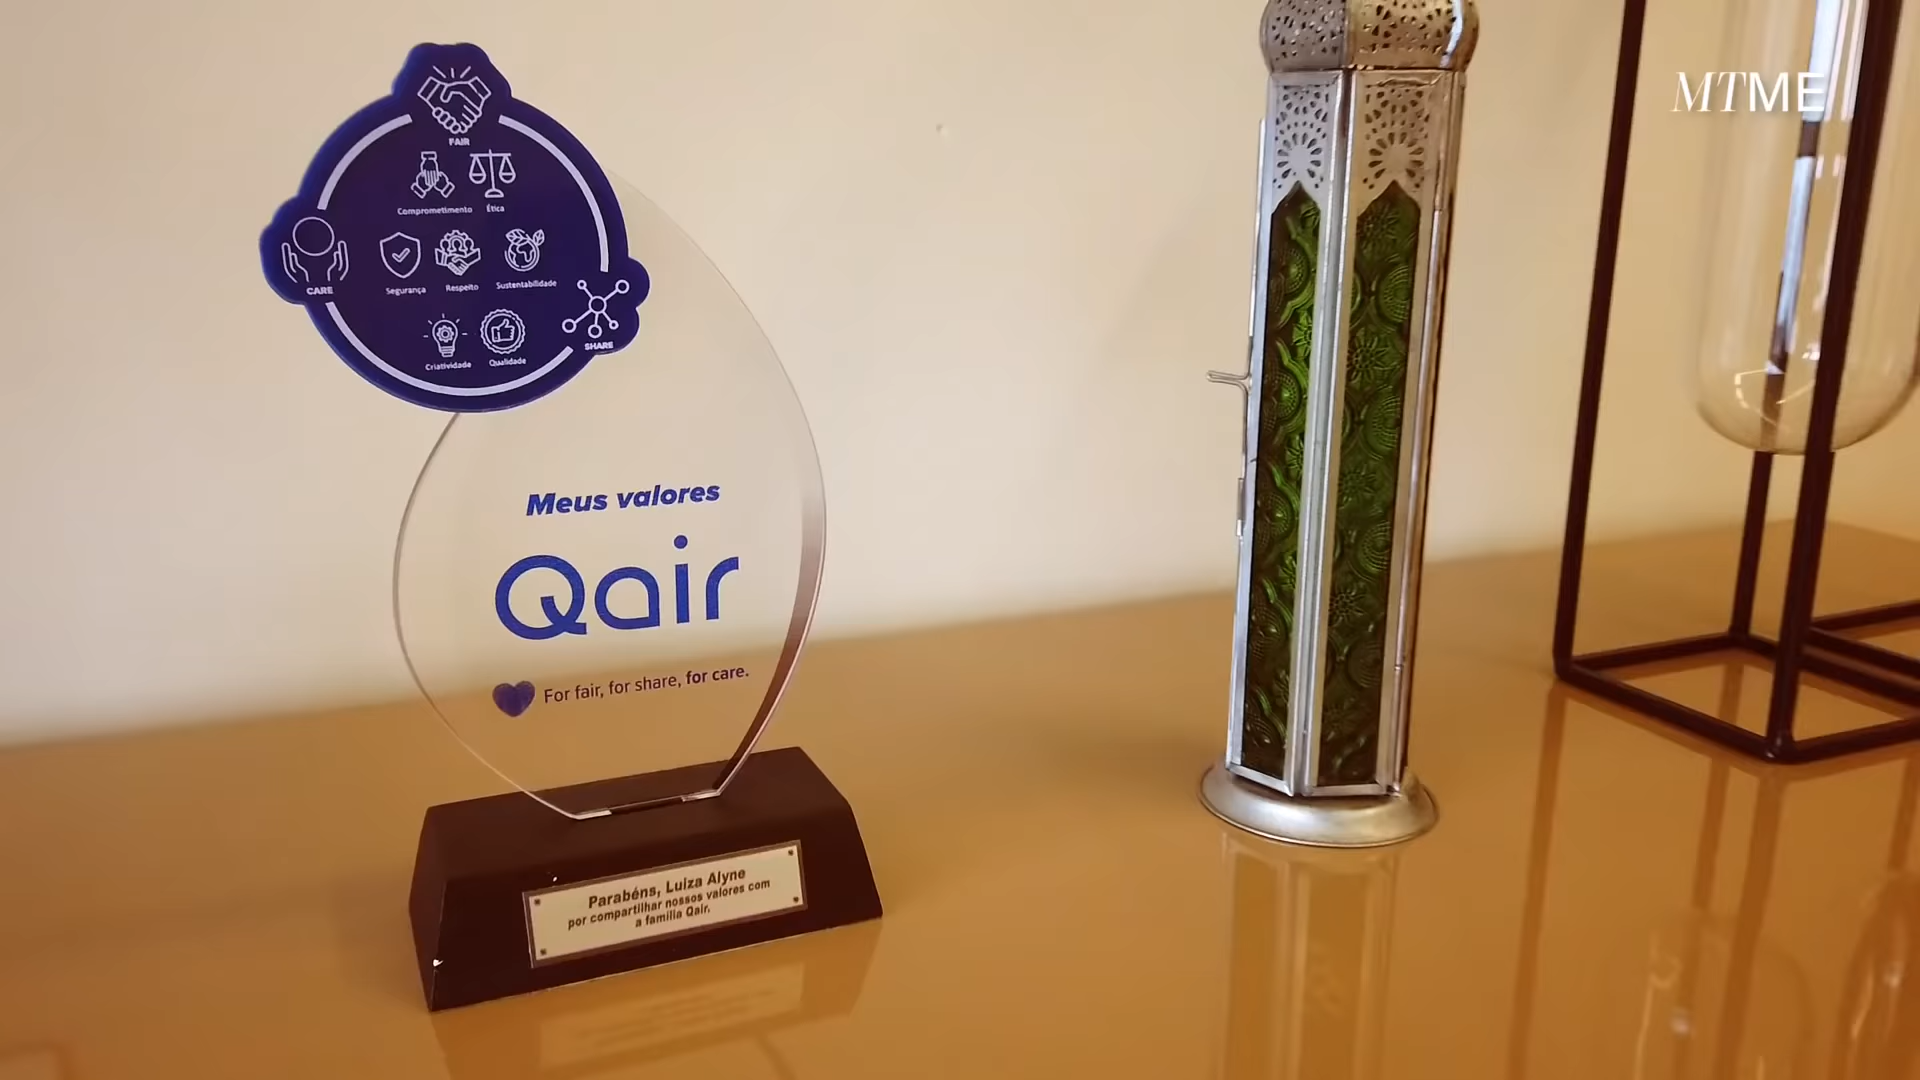 MTME
FAIR
Comprometimento Ética
CARE
Segurança Respeito Sustentabilidade
SHARE
Criatividade Qualidade
Meus valores
Qair
For fair, for share, for care.
Parabéns, Luiza Alyne
por compartilhar nossos valores com
a família Qair.